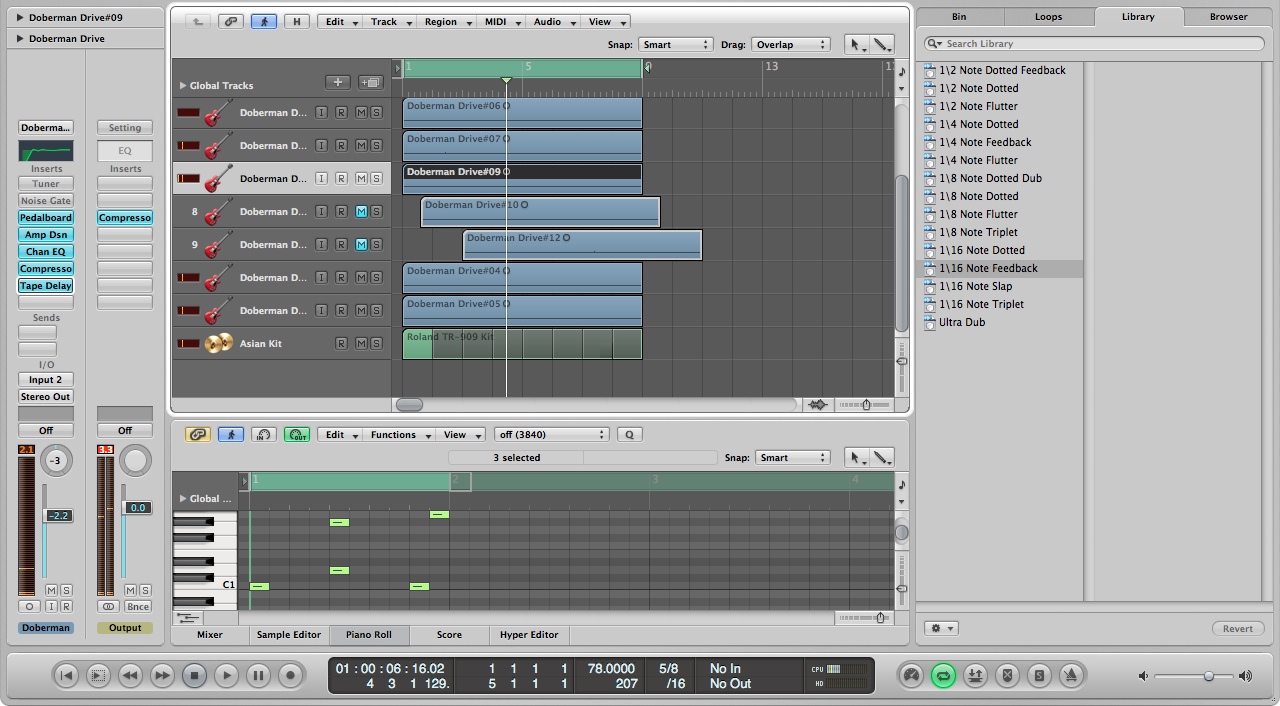 Doberman Drive#09
Doberman Drive
Doberma...
Setting
EQ
Inserts
Inserts
Tuner
Noise Gate
Pedalboard
Compresso
Amp Dsn
Chan EQ
Compresso
Tape Delay
Sends
I/O
Input 2
Stereo Out
Off
Off
2.1
3.3
-3
-2.2
0.0
M S
M S
I R
Bnce
Doberman
Output
H
Edit
Track
Region
MIDI
Audio
View
Snap: Smart
Drag: Overlap
1
5
9
13
17
Global Tracks
Doberman D... I R M S
Doberman Drive#06
Doberman D... I R M S
Doberman Drive#07
Doberman D... I R M S
Doberman Drive#09
8 Doberman D... I R M S
Doberman Drive#10
9 Doberman D... I R M S
Doberman Drive#12
Doberman D... I R M S
Doberman Drive#04
Doberman D... I R M S
Doberman Drive#05
Asian Kit R M S
Roland TR-909 Kit
IN
OUT
Edit
Functions
View
off (3840)
Q
3 selected
Snap: Smart
1
2
3
4
Global ...
C1
Mixer
Sample Editor
Piano Roll
Score
Hyper Editor
Bin
Loops
Library
Browser
Search Library
1\2 Note Dotted Feedback
1\2 Note Dotted
1\2 Note Flutter
1\4 Note Dotted
1\4 Note Feedback
1\4 Note Flutter
1\8 Note Dotted Dub
1\8 Note Dotted
1\8 Note Flutter
1\8 Note Triplet
1\16 Note Dotted
1\16 Note Feedback
1\16 Note Slap
1\16 Note Triplet
Ultra Dub
Revert
01 : 00 : 06 : 16.02
4 3 1 129.
1 1 1 1
5 1 1 1
78.0000
207
5/8
/16
No In
No Out
CPU
HD
S